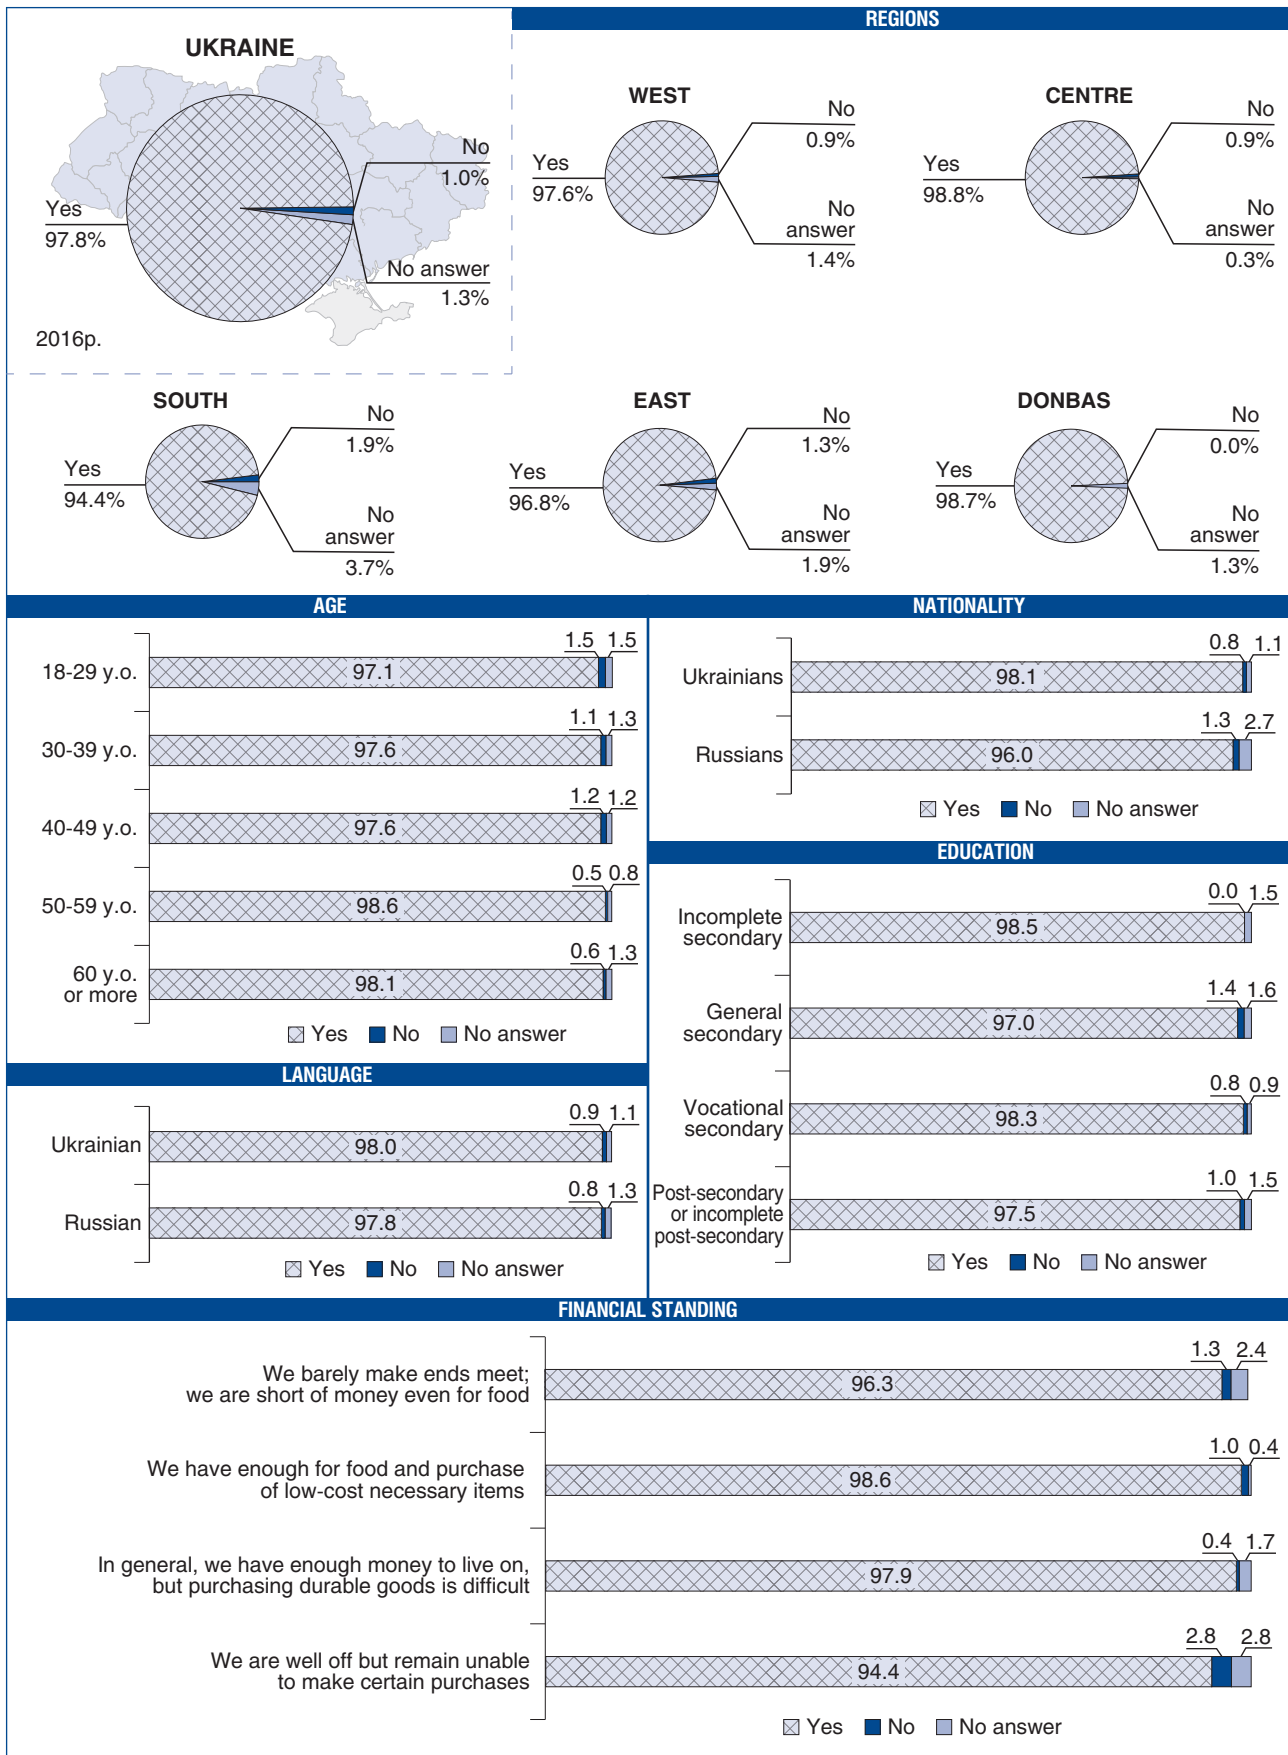 REGIONS
UKRAINE
Yes
97.8%
No
1.0%
No answer
1.3%
2016р.
WEST
Yes
97.6%
No
0.9%
No
answer
1.4%
CENTRE
Yes
98.8%
No
0.9%
No
answer
0.3%
SOUTH
Yes
94.4%
No
1.9%
No
answer
3.7%
EAST
Yes
96.8%
No
1.3%
No
answer
1.9%
DONBAS
Yes
98.7%
No
0.0%
No
answer
1.3%
AGE
18-29 y.o.
97.1
1.5 1.5
30-39 y.o.
97.6
1.1 1.3
40-49 y.o.
97.6
1.2 1.2
50-59 y.o.
98.6
0.5 0.8
60 y.o.
or more
98.1
0.6 1.3
Yes No No answer
LANGUAGE
Ukrainian
98.0
0.9 1.1
Russian
97.8
0.8 1.3
Yes No No answer
NATIONALITY
Ukrainians
98.1
0.8 1.1
Russians
96.0
1.3 2.7
Yes No No answer
EDUCATION
Incomplete
secondary
98.5
0.0 1.5
General
secondary
97.0
1.4 1.6
Vocational
secondary
98.3
0.8 0.9
Post-secondary
or incomplete
post-secondary
97.5
1.0 1.5
Yes No No answer
FINANCIAL STANDING
We barely make ends meet;
we are short of money even for food
96.3
1.3 2.4
We have enough for food and purchase
of low-cost necessary items
98.6
1.0 0.4
In general, we have enough money to live on,
but purchasing durable goods is difficult
97.9
0.4 1.7
We are well off but remain unable
to make certain purchases
94.4
2.8 2.8
Yes No No answer